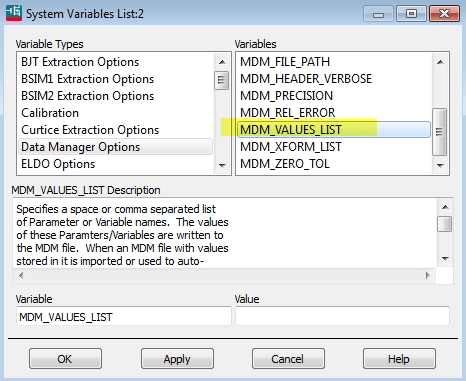 System Variables List:2
Variable Types
BJT Extraction Options
BSIM1 Extraction Options
BSIM2 Extraction Options
Calibration
Curtice Extraction Options
Data Manager Options
ELDO Options
Variables
MDM_FILE_PATH
MDM_HEADER_VERBOSE
MDM_PRECISION
MDM_REL_ERROR
MDM_VALUES_LIST
MDM_XFORM_LIST
MDM_ZERO_TOL
MDM_VALUES_LIST Description
Specifies a space or comma separated list
of Parameter or Variable names. The values
of these Paramters/Variables are written to
the MDM file. When an MDM file with values
stored in it is imported or used to auto-
Variable
Value
MDM_VALUES_LIST
OK
Apply
Cancel
Help